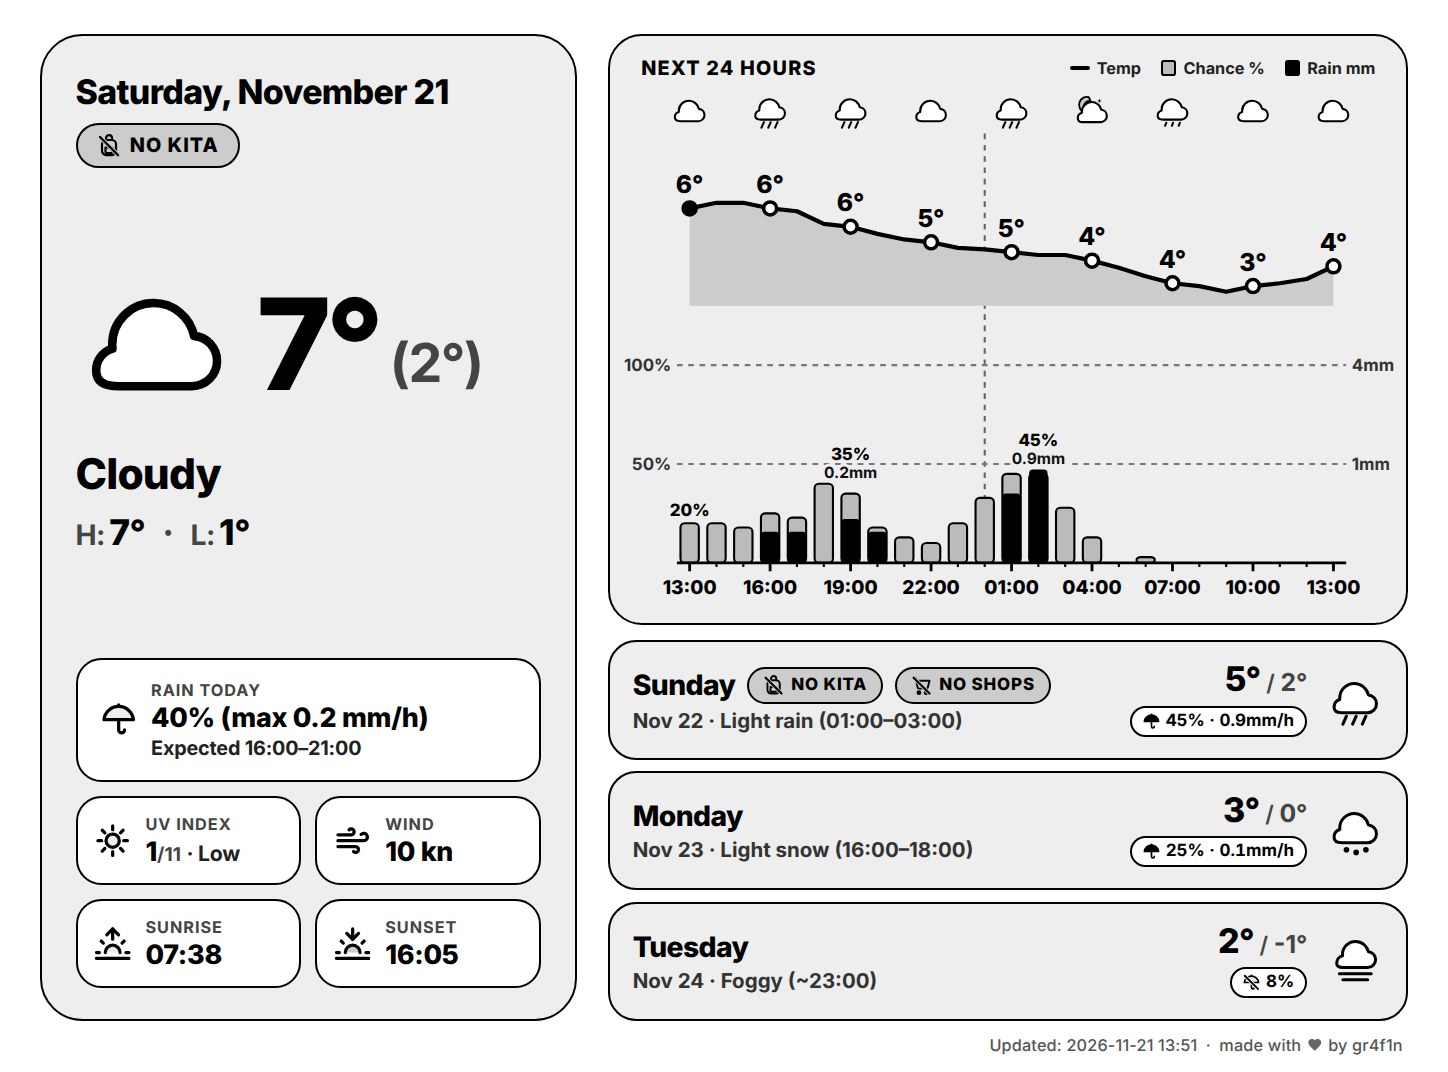 Saturday, November 21
NO KITA
7° (2°)
Cloudy
H: 7° · L: 1°
RAIN TODAY
40% (max 0.2 mm/h)
Expected 16:00–21:00
UV INDEX
1/11 · Low
WIND
10 kn
SUNRISE
07:38
SUNSET
16:05
NEXT 24 HOURS
Temp Chance % Rain mm
6° 6° 6° 5° 5° 4° 4° 3° 4°
100% 4mm
50% 1mm
20%
35%
0.2mm
45%
0.9mm
13:00 16:00 19:00 22:00 01:00 04:00 07:00 10:00 13:00
Sunday NO KITA NO SHOPS
Nov 22 · Light rain (01:00–03:00)
5° / 2°
45% · 0.9mm/h
Monday
Nov 23 · Light snow (16:00–18:00)
3° / 0°
25% · 0.1mm/h
Tuesday
Nov 24 · Foggy (~23:00)
2° / -1°
8%
Updated: 2026-11-21 13:51 · made with ♥ by gr4f1n